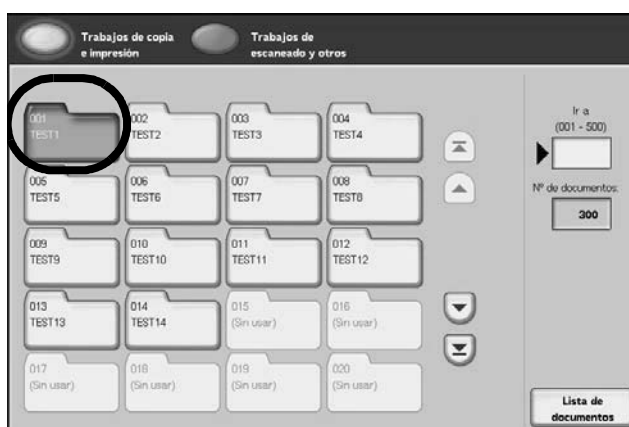 Trabajos de copia
e impresión
Trabajos de
escaneado y otros
001
TEST1
002
TEST2
003
TEST3
004
TEST4
005
TEST5
006
TEST6
007
TEST7
008
TEST8
009
TEST9
010
TEST10
011
TEST11
012
TEST12
013
TEST13
014
TEST14
015
(Sin usar)
016
(Sin usar)
017
(Sin usar)
018
(Sin usar)
019
(Sin usar)
020
(Sin usar)
Ir a
(001 - 500)
Nº de documentos:
300
Lista de
documentos